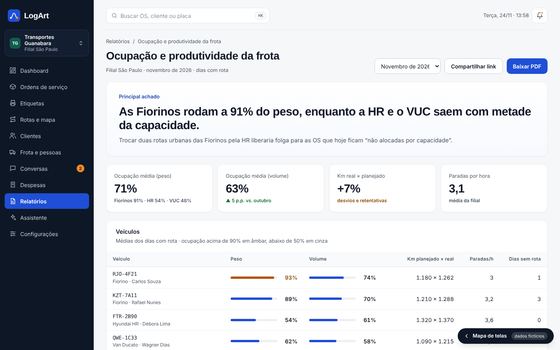 LogArt
Buscar OS, cliente ou placa
Terça, 24/11 · 13:58
TG
Transportes Guanabara
Filial São Paulo
Dashboard
Ordens de serviço
Etiquetas
Rotas e mapa
Clientes
Frota e pessoas
Conversas 2
Despesas
Relatórios
Assistente
Configurações
Relatórios / Ocupação e produtividade da frota
Ocupação e produtividade da frota
Filial São Paulo · novembro de 2026 · dias com rota
Novembro de 2026
Compartilhar link
Baixar PDF
Principal achado
As Fiorinos rodam a 91% do peso, enquanto a HR e o VUC saem com metade
da capacidade.
Trocar duas rotas urbanas das Fiorinos pela HR liberaria folga para as OS que hoje ficam "não alocadas por capacidade".
Ocupação média (peso)
71%
Fiorinos 91% · HR 54% · VUC 48%
Ocupação média (volume)
63%
▲ 5 p.p. vs. outubro
Km real × planejado
+7%
desvios e retentativas
Paradas por hora
3,1
média da filial
Veículos
Médias dos dias com rota · ocupação acima de 90% em âmbar, abaixo de 50% em cinza
Veículo Peso Volume Km planejado × real Paradas/h Dias sem rota
RJO-4F21
Fiorino · Carlos Souza
93% 74% 1.180 × 1.262 3 1
KZT-7A11
Fiorino · Rafael Nunes
89% 70% 1.210 × 1.288 3,2 3
FTR-2B90
Hyundai HR · Débora Lima
54% 61% 1.320 × 1.370 3,6 0
QWE-1C33
Van Ducato · Wagner Dias
62% 58% 1.090 × 1.215
Mapa de telas
dados fictícios